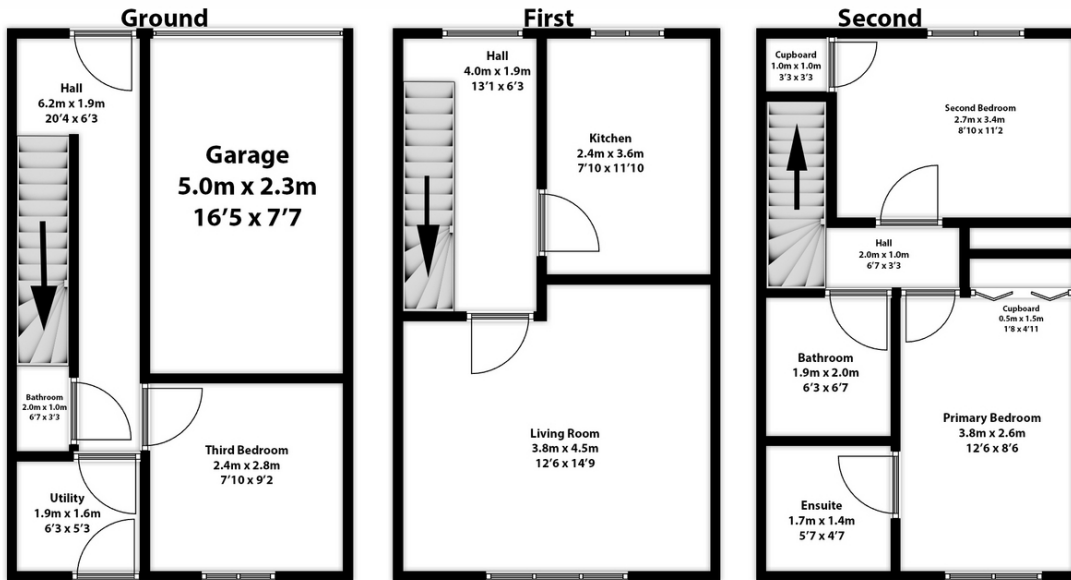 Ground
Hall
6.2m x 1.9m
20'4 x 6'3
Garage
5.0m x 2.3m
16'5 x 7'7
Bathroom
2.0m x 1.0m
6'7 x 3'3
Third Bedroom
2.4m x 2.8m
7'10 x 9'2
Utility
1.9m x 1.6m
6'3 x 5'3
First
Hall
4.0m x 1.9m
13'1 x 6'3
Kitchen
2.4m x 3.6m
7'10 x 11'10
Living Room
3.8m x 4.5m
12'6 x 14'9
Second
Cupboard
1.0m x 1.0m
3'3 x 3'3
Second Bedroom
2.7m x 3.4m
8'10 x 11'2
Hall
2.0m x 1.0m
6'7 x 3'3
Cupboard
0.5m x 1.5m
1'8 x 4'11
Bathroom
1.9m x 2.0m
6'3 x 6'7
Primary Bedroom
3.8m x 2.6m
12'6 x 8'6
Ensuite
1.7m x 1.4m
5'7 x 4'7